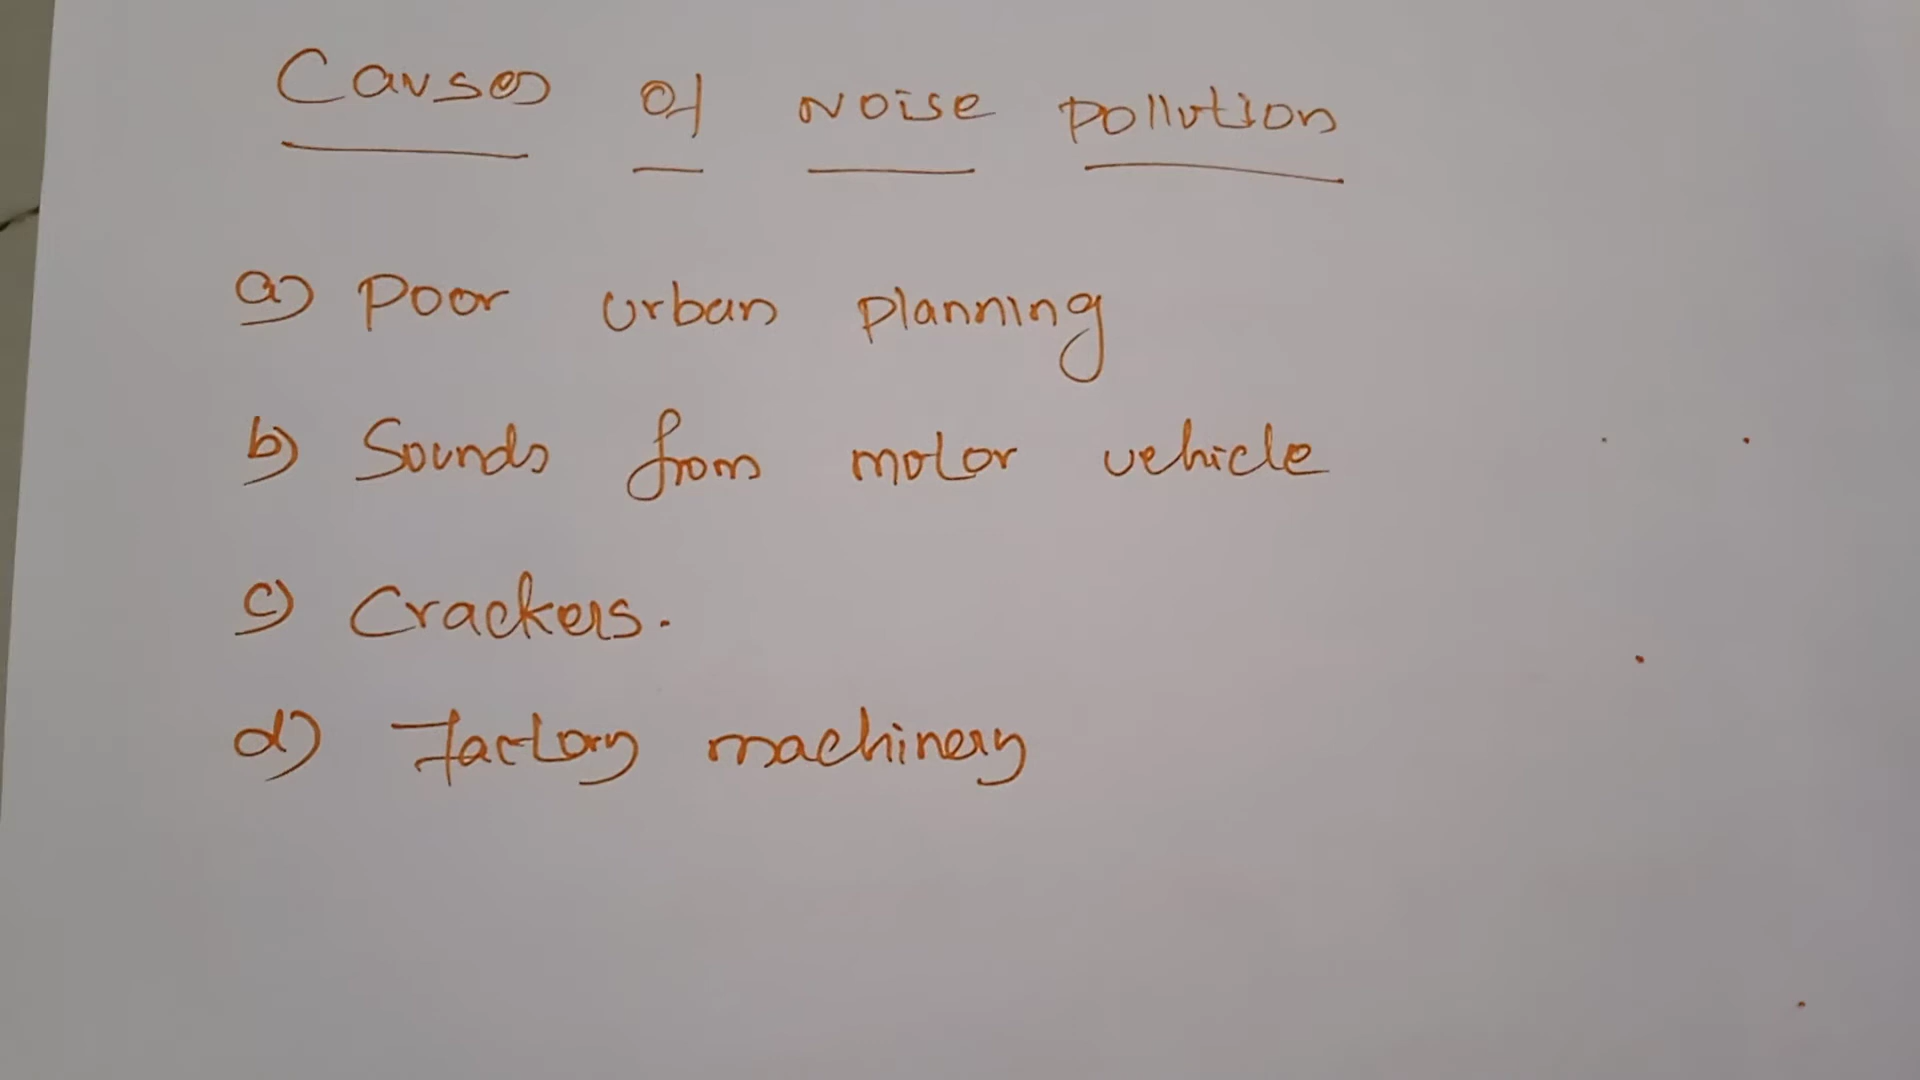 Causes of Noise pollution
a) Poor urban planning
b) Sounds from motor vehicle
c) Crackers.
d) Factory machinery